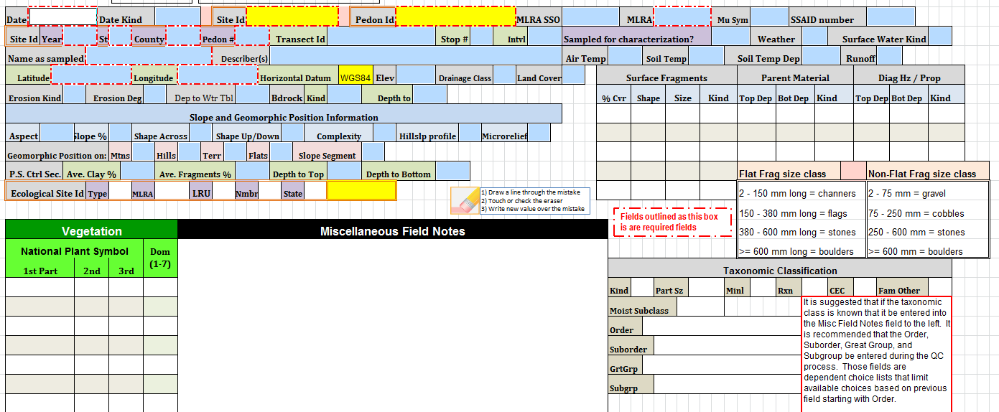 Date Date Kind Site Id Pedon Id MLRA SSO MLRA Mu Sym SSAID number
Site Id Year St County Pedon # Transect Id Stop # Intvl Sampled for characterization? Weather Surface Water Kind
Name as sampled Describer(s) Air Temp Soil Temp Soil Temp Dep Runoff
Latitude Longitude Horizontal Datum WGS84 Elev Drainage Class Land Cover
Surface Fragments Parent Material Diag Hz / Prop
Erosion Kind Erosion Deg Dep to Wtr Tbl Bdrock Kind Depth to
% Cvr Shape Size Kind Top Dep Bot Dep Kind Top Dep Bot Dep Kind
Slope and Geomorphic Position Information
Aspect Slope % Shape Across Shape Up/Down Complexity Hillslp profile Microrelief
Geomorphic Position on: Mtns Hills Terr Flats Slope Segment
P.S. Ctrl Sec. Ave. Clay % Ave. Fragments % Depth to Top Depth to Bottom
Ecological Site Id Type MLRA LRU Nmbr State
1) Draw a line through the mistake
2) Touch or check the eraser
3) Write new value over the mistake
Fields outlined as this box
is are required fields
Flat Frag size class Non-Flat Frag size class
2 - 150 mm long = channers 2 - 75 mm = gravel
150 - 380 mm long = flags 75 - 250 mm = cobbles
380 - 600 mm long = stones 250 - 600 mm = stones
>= 600 mm long = boulders >= 600 mm = boulders
Vegetation
National Plant Symbol Dom
(1-7)
1st Part 2nd 3rd
Miscellaneous Field Notes
Taxonomic Classification
Kind Part Sz Minl Rxn CEC Fam Other
Moist Subclass
Order
Suborder
GrtGrp
Subgrp
It is suggested that if the taxonomic
class is known that it be entered into
the Misc Field Notes field to the left. It
is recommended that the Order,
Suborder, Great Group, and
Subgroup be entered during the QC
process. Those fields are
dependent choice lists that limit
available choices based on previous
field starting with Order.